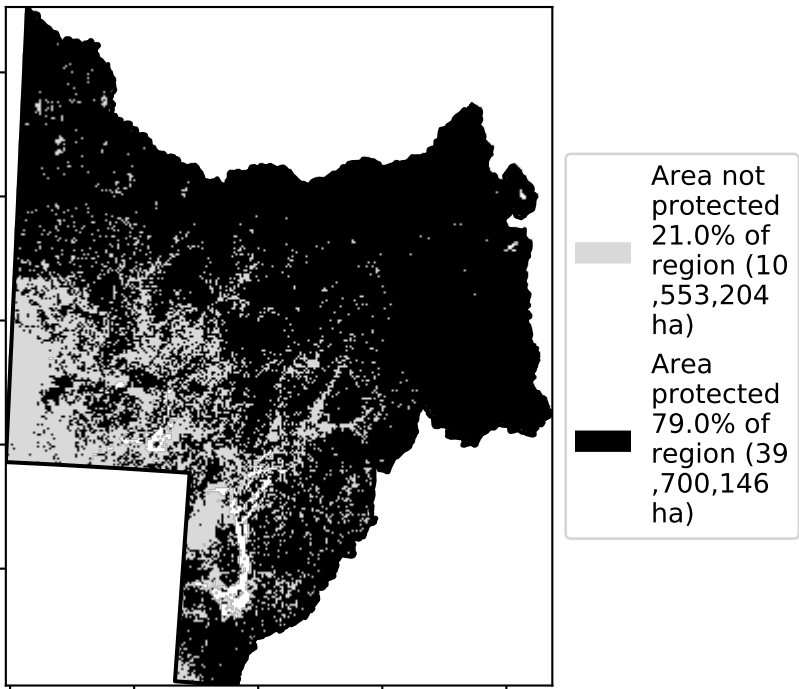 Area not
protected
21.0% of
region (10
,553,204
ha)
Area
protected
79.0% of
region (39
,700,146
ha)